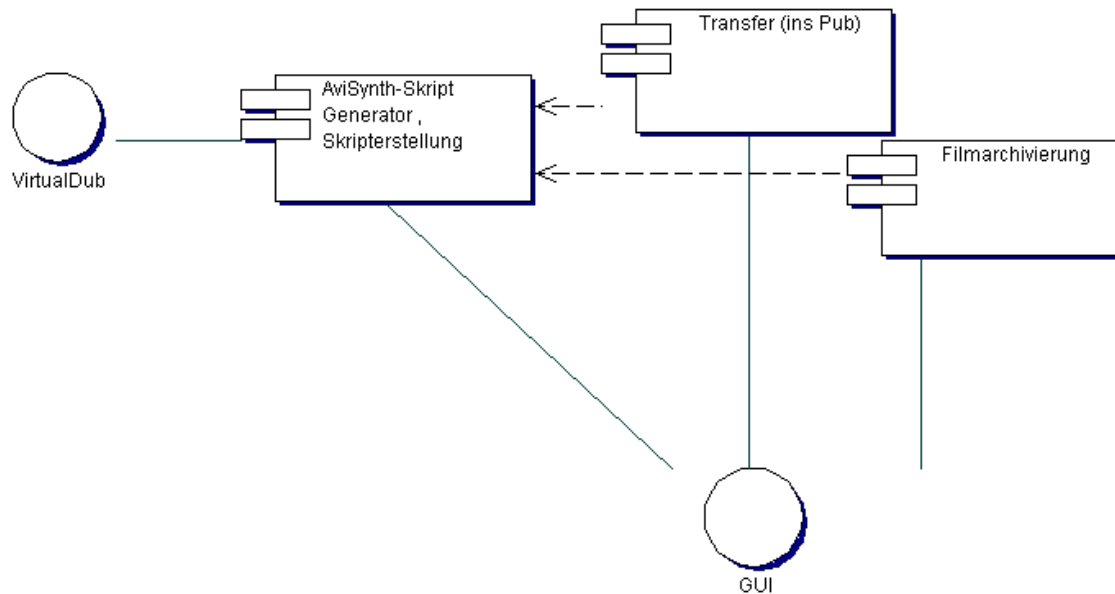 Transfer (ins Pub)
AviSynth-Skript
Generator ,
Skripterstellung
Filmarchivierung
VirtualDub
GUI